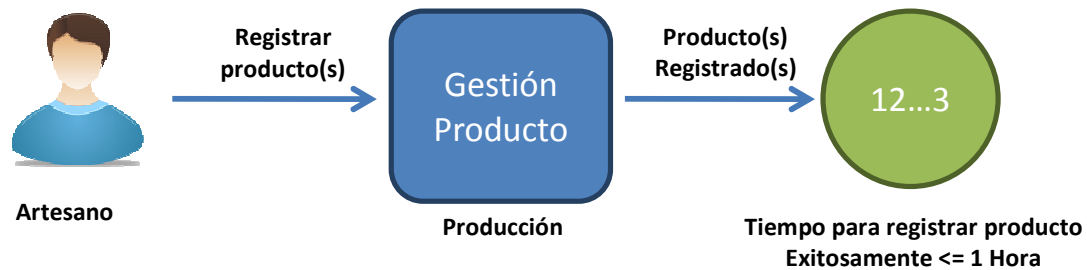 Artesano
Registrar
producto(s)
Gestión
Producto
Producción
Producto(s)
Registrado(s)
12...3
Tiempo para registrar producto
Exitosamente <= 1 Hora